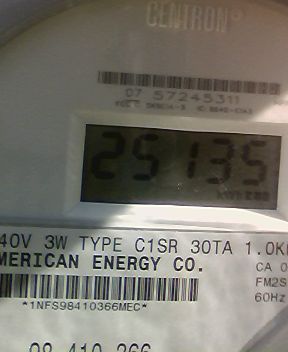 CENTRON®
07 57245311
25135
40V 3W TYPE C1SR 30TA 1.0K
MERICAN ENERGY CO.
CA 0
FM2S
60Hz
*1NFS98410366MEC*
98 410 366